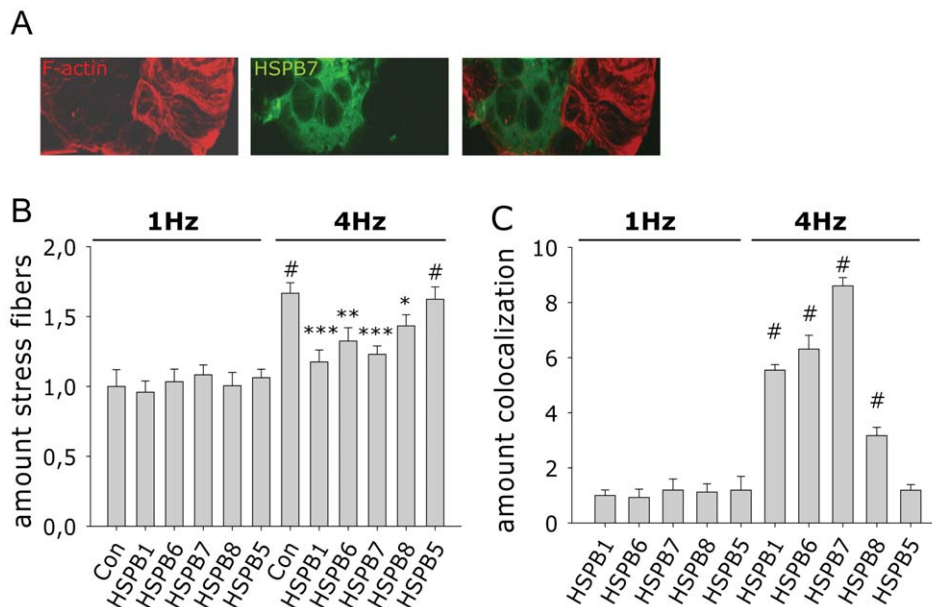 A
F-actin
HSPB7
B
1Hz
4Hz
amount stress fibers
2,0
1,5
1,0
0,5
0,0
#
***
**
***
*
#
Con
HSPB1
HSPB6
HSPB7
HSPB8
HSPB5
Con
HSPB1
HSPB6
HSPB7
HSPB8
HSPB5
C
1Hz
4Hz
amount colocalization
10
8
6
4
2
0
#
#
#
#
HSPB1
HSPB6
HSPB7
HSPB8
HSPB5
HSPB1
HSPB6
HSPB7
HSPB8
HSPB5